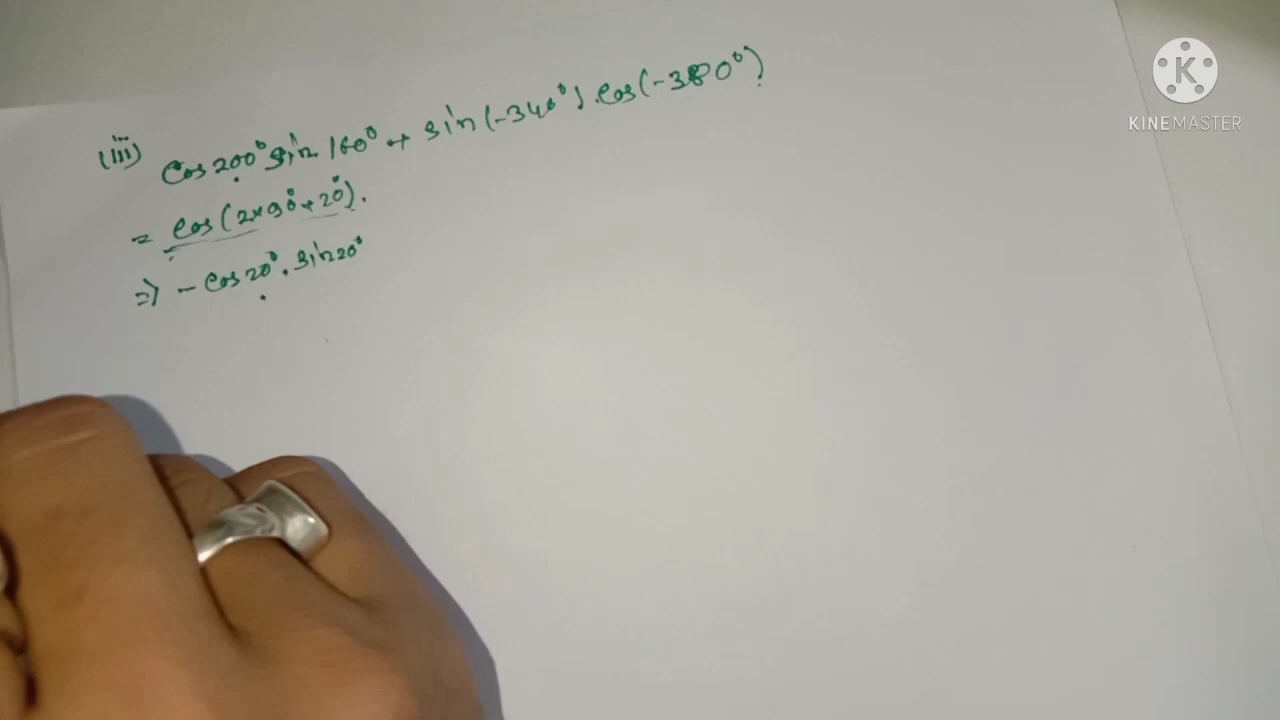 (iii) Cos 200° sin 160° + sin (-340°) . cos (-380°)
= cos (2×90° + 20°).
=> - cos 20° . sin 20°
K
KINEMASTER